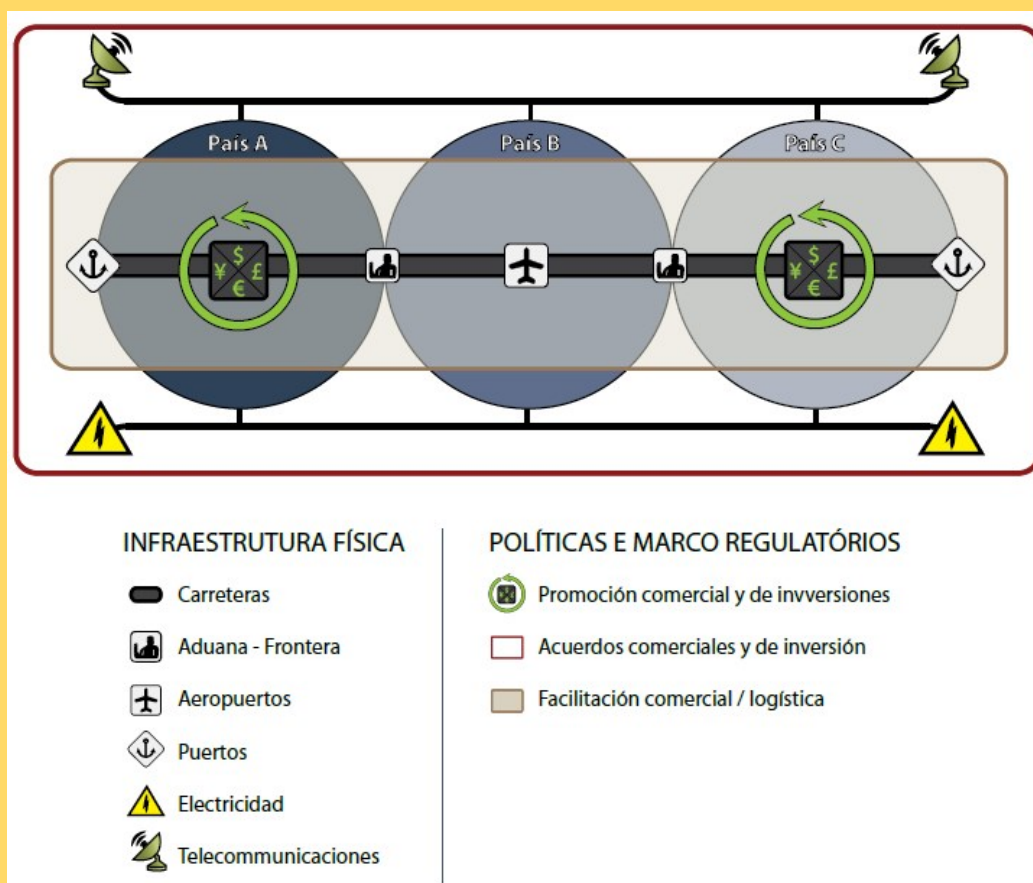 País A
País B
País C
¥ $ £ €
¥ $ £ €
INFRAESTRUTURA FÍSICA
Carreteras
Aduana - Frontera
Aeropuertos
Puertos
Electricidad
Telecommunicaciones
POLÍTICAS E MARCO REGULATÓRIOS
Promoción comercial y de invversiones
Acuerdos comerciales y de inversión
Facilitación comercial / logística